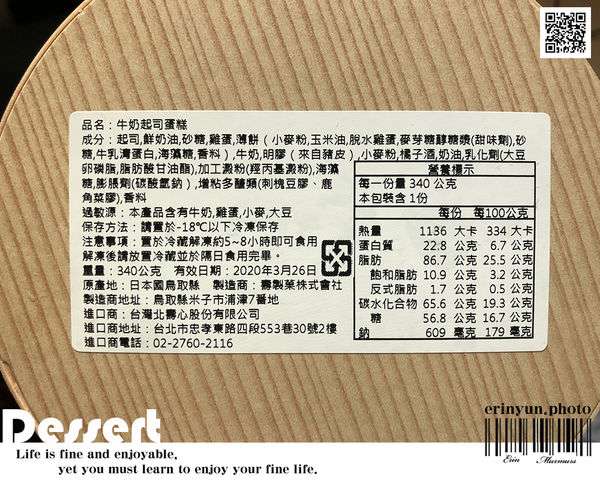 品名：牛奶起司蛋糕
成分：起司,鮮奶油,砂糖,雞蛋,薄餅（小麥粉,玉米油,脫水雞蛋,麥芽糖醇糖漿(甜味劑),砂
糖,牛乳清蛋白,海藻糖,香料）,牛奶,明膠（來自豬皮）,小麥粉,橘子酒,奶油,乳化劑(大豆
卵磷脂,脂肪酸甘油酯),加工澱粉(羥丙基澱粉),海藻
糖,膨脹劑(碳酸氫鈉）,增粘多醣類(刺槐豆膠、鹿
角菜膠),香料
過敏源：本產品含有牛奶,雞蛋,小麥,大豆
保存方法：請置於-18℃以下冷凍保存
注意事項：置於冷藏解凍約5~8小時即可食用
解凍後請放置冷藏並於隔日食用完畢。
重量：340公克 有效日期：2020年3月26日
原產地：日本國鳥取縣 製造商：壽製菓株式會社
製造商地址：鳥取縣米子市浦津7番地
進口商：台灣北壽心股份有限公司
進口商地址：台北市忠孝東路四段553巷30號2樓
進口商電話：02-2760-2116
營養標示
每一份量 340 公克
本包裝含 1份
每份 每100公克
熱量 1136 大卡 334 大卡
蛋白質 22.8 公克 6.7 公克
脂肪 86.7 公克 25.5 公克
飽和脂肪 10.9 公克 3.2 公克
反式脂肪 1.7 公克 0.5 公克
碳水化合物 65.6 公克 19.3 公克
糖 56.8 公克 16.7 公克
鈉 609 毫克 179 毫克
Dessert
Life is fine and enjoyable,
yet you must learn to enjoy your fine life.
erinyun.photo
Erin Murmurs